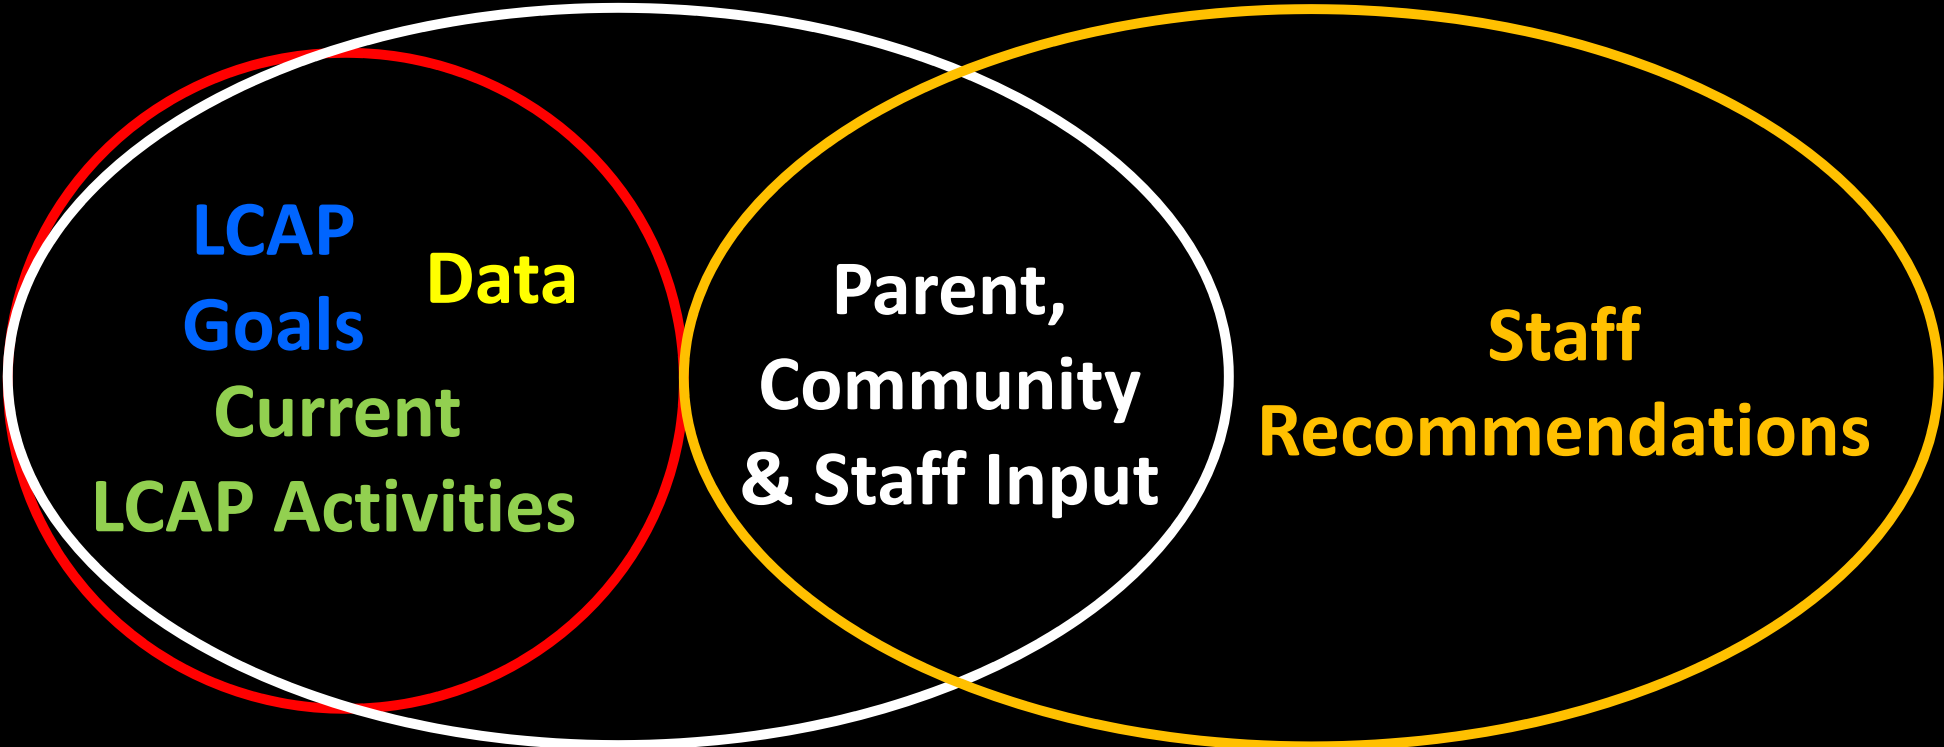 LCAP
Goals
Data
Current
LCAP Activities
Parent,
Community
& Staff Input
Staff
Recommendations